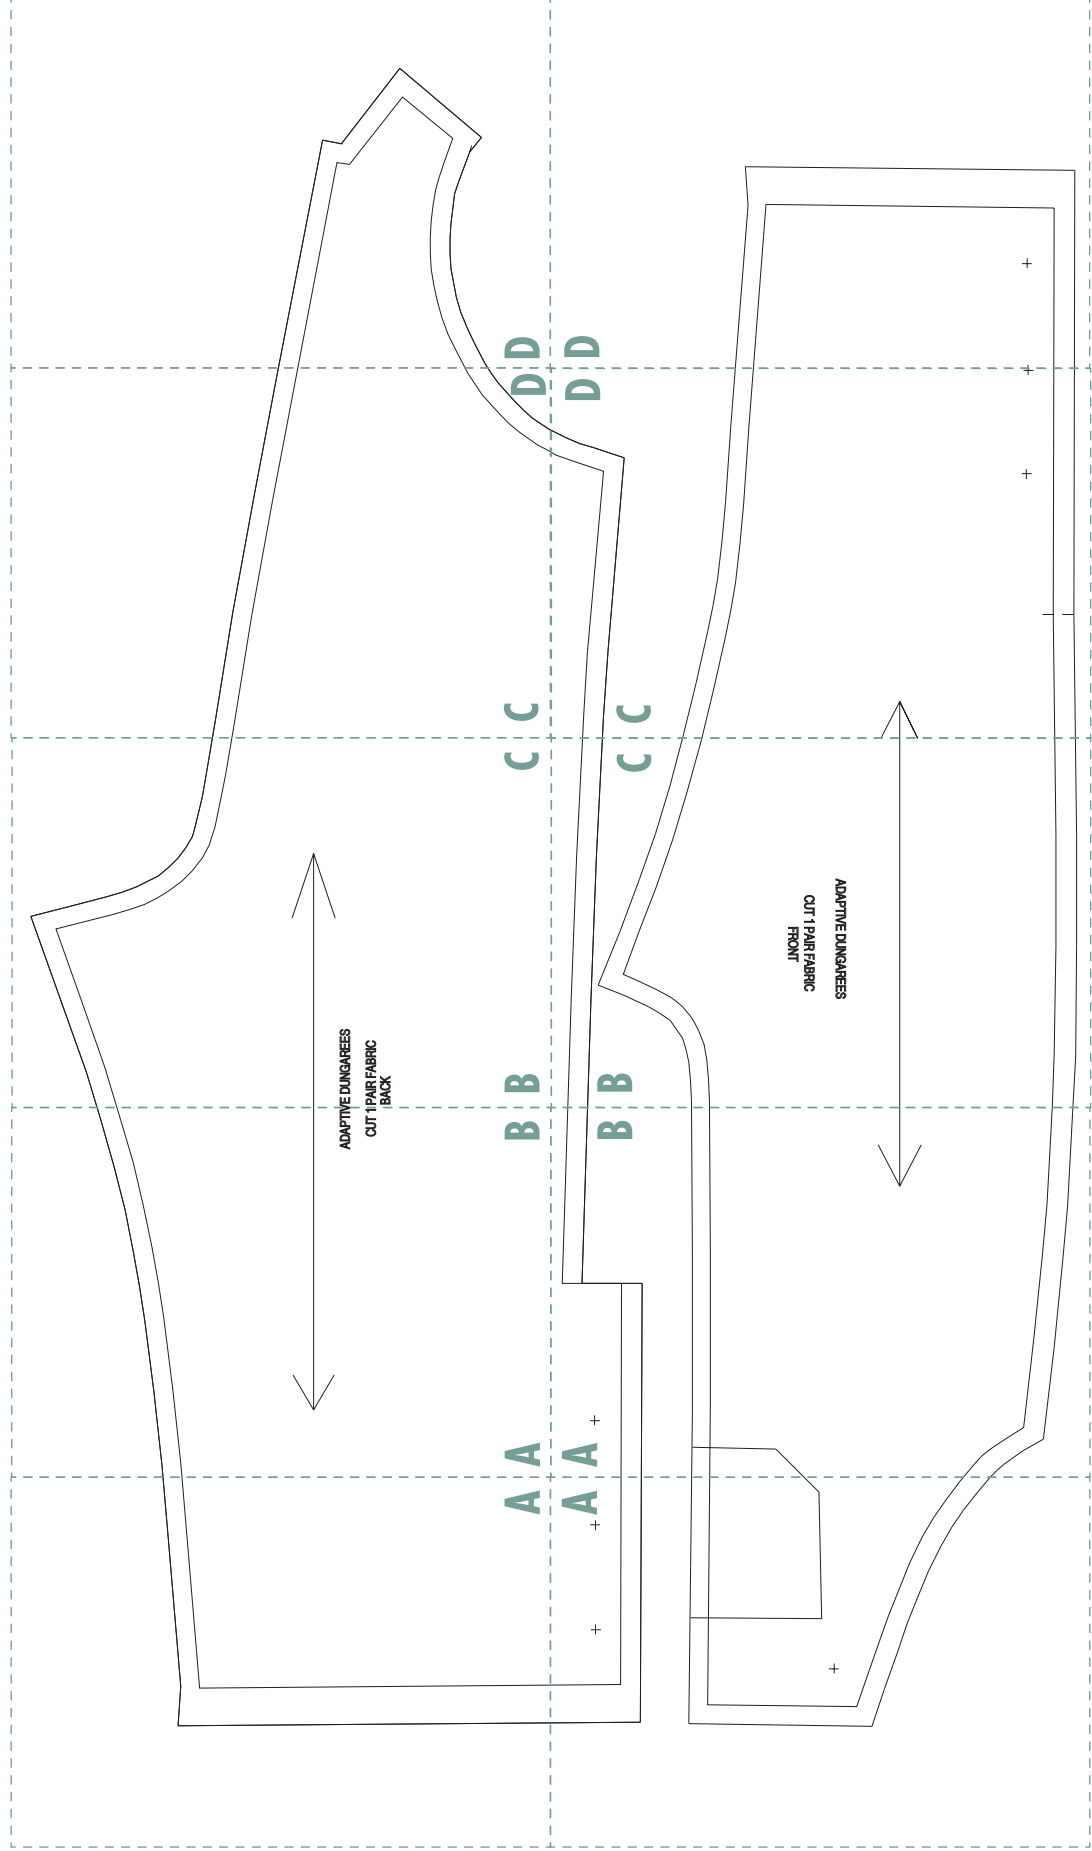 D D
D D
C C
C C
ADAPTIVE DUNGAREES
CUT 1 PAIR FABRIC
FRONT
ADAPTIVE DUNGAREES
CUT 1 PAIR FABRIC
BACK
B B
B B
A A
A A